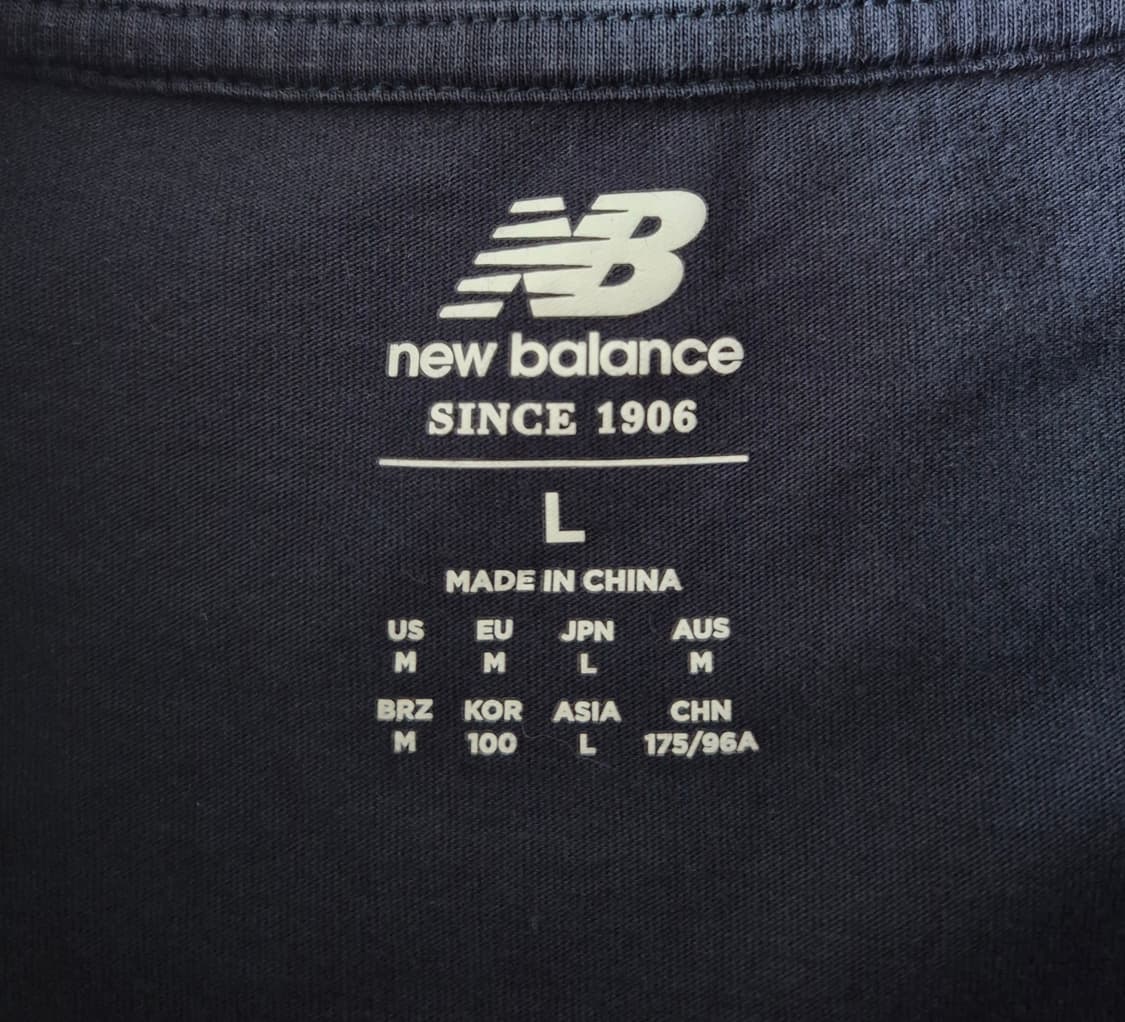 NB
new balance
SINCE 1906
L
MADE IN CHINA
US EU JPN AUS
M M L M
BRZ KOR ASIA CHN
M 100 L 175/96A